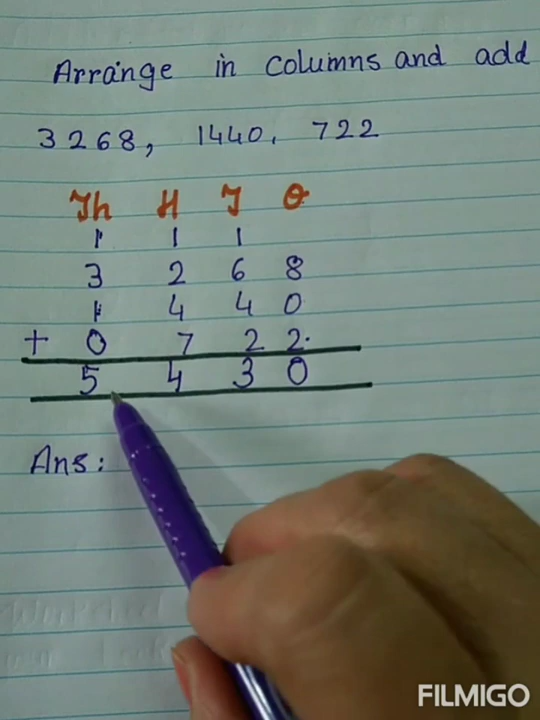 Arrange in columns and add
3268, 1440, 722
Th H T O
1 1 1
3 2 6 8
1 4 4 0
+ 0 7 2 2.
5 4 3 0
Ans:
FILMIGO